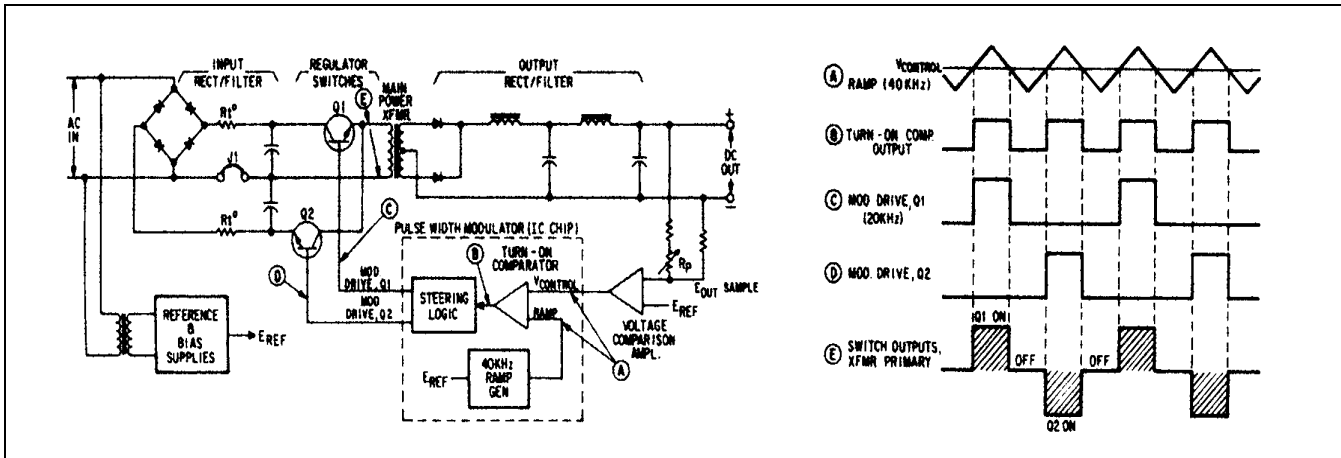 INPUT
RECT/FILTER
REGULATOR
SWITCHES
MAIN
POWER
XFMR
OUTPUT
RECT/FILTER
E
AC
IN
RT°
J1
RT°
Q1
Q2
+
DC
OUT
–
C
D
PULSE WIDTH MODULATOR (IC CHIP)
TURN-ON
COMPARATOR
B
VCONTROL
RAMP
MOD
DRIVE, Q1
MOD
DRIVE, Q2
STEERING
LOGIC
RP
EOUT SAMPLE
EREF
VOLTAGE
COMPARISON
AMPL.
A
EREF
40KHz
RAMP
GEN
REFERENCE
&
BIAS
SUPPLIES
EREF
VCONTROL
A RAMP (40KHz)
B TURN-ON COMP.
OUTPUT
C MOD DRIVE, Q1
(20KHz)
D MOD. DRIVE, Q2
Q1 ON
E SWITCH OUTPUTS,
XFMR PRIMARY
OFF
OFF
Q2 ON